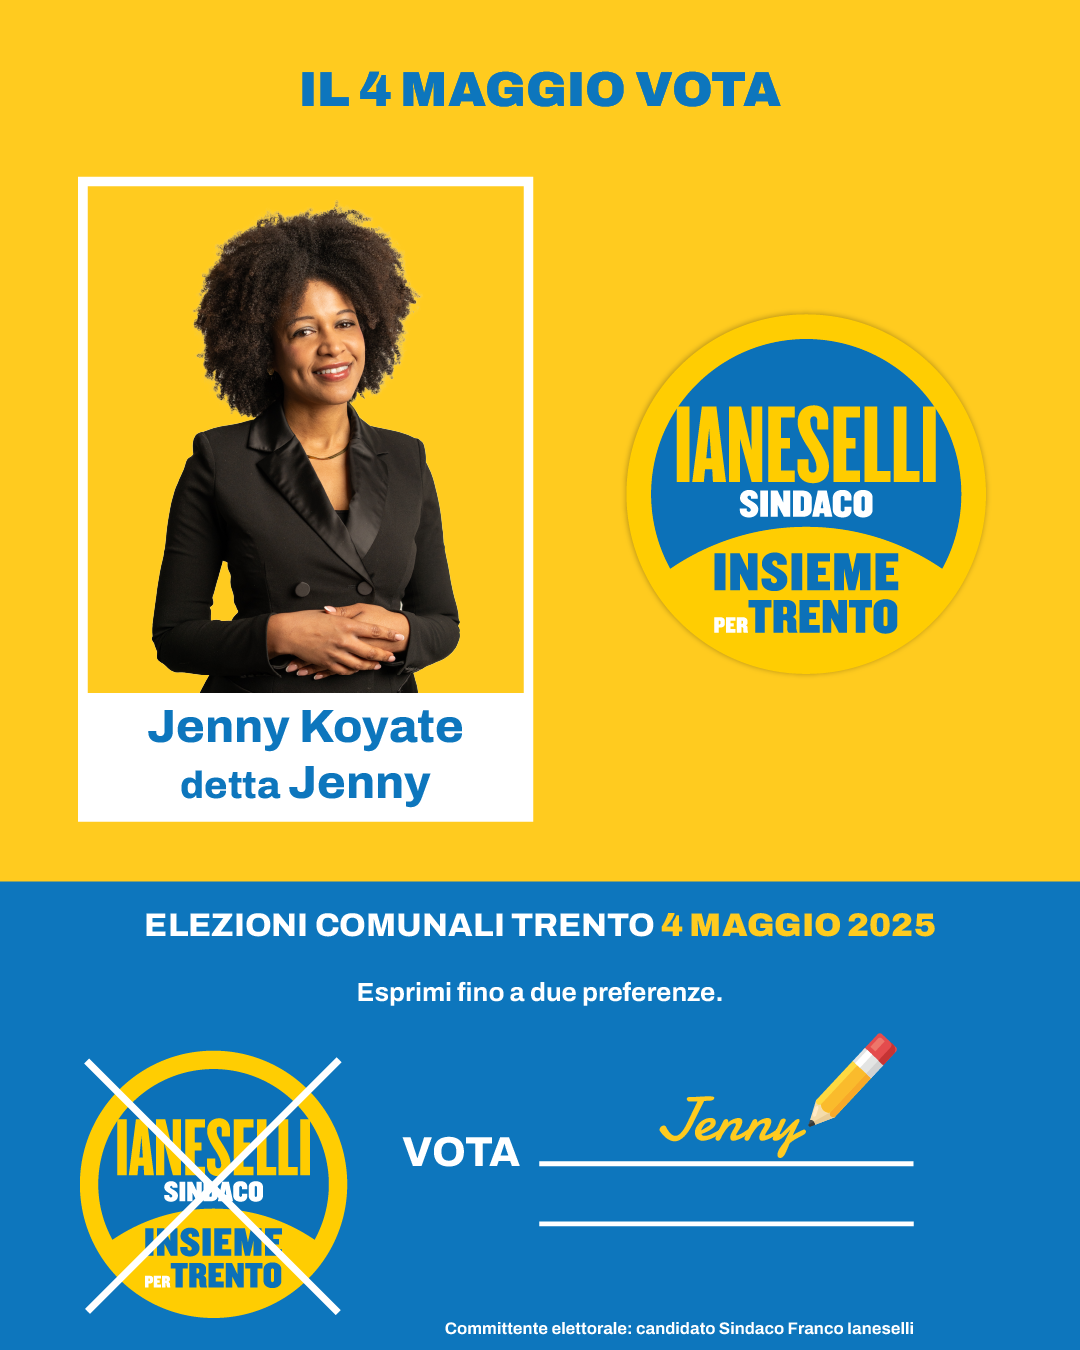 IL 4 MAGGIO VOTA
IANESELLI
SINDACO
INSIEME
PER TRENTO
Jenny Koyate
detta Jenny
ELEZIONI COMUNALI TRENTO 4 MAGGIO 2025
Esprimi fino a due preferenze.
IANESELLI
SINDACO
INSIEME
PER TRENTO
VOTA Jenny
Committente elettorale: candidato Sindaco Franco Ianeselli